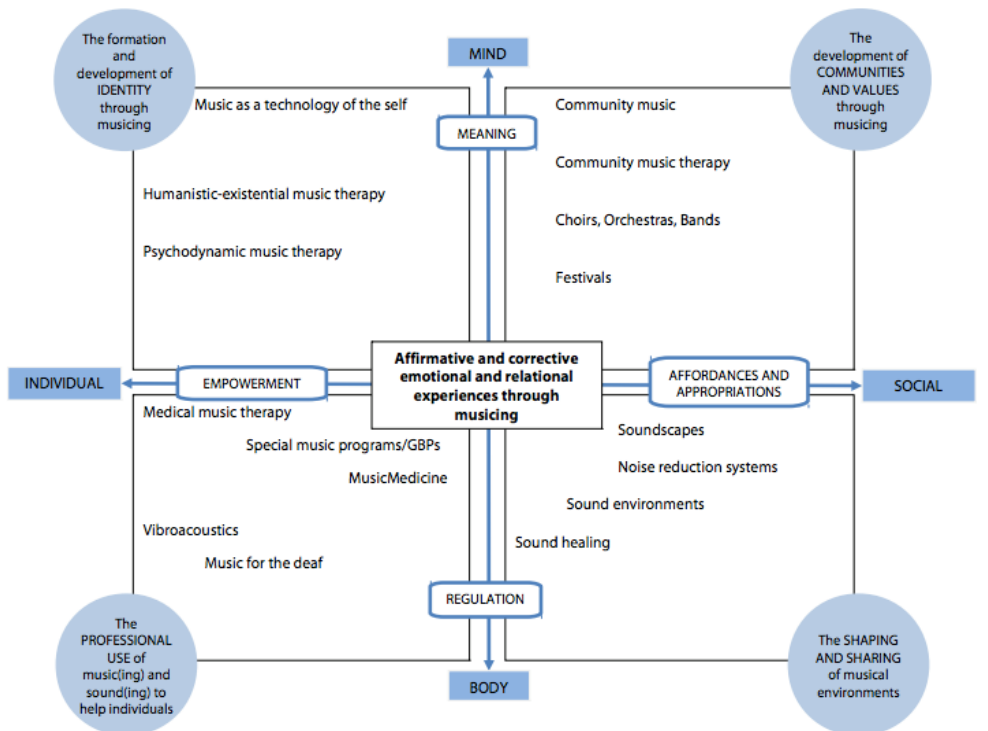 The formation
and
development of
IDENTITY
through
musicing
MIND
The
development of
COMMUNITIES
AND VALUES
through
musicing
Music as a technology of the self
MEANING
Community music
Community music therapy
Humanistic-existential music therapy
Choirs, Orchestras, Bands
Psychodynamic music therapy
Festivals
INDIVIDUAL
EMPOWERMENT
Affirmative and corrective
emotional and relational
experiences through
musicing
AFFORDANCES AND
APPROPRIATIONS
SOCIAL
Medical music therapy
Special music programs/GBPs
MusicMedicine
Vibroacoustics
Music for the deaf
Soundscapes
Noise reduction systems
Sound environments
Sound healing
REGULATION
The
PROFESSIONAL
USE of
music(ing) and
sound(ing) to
help individuals
BODY
The SHAPING
AND SHARING
of musical
environments